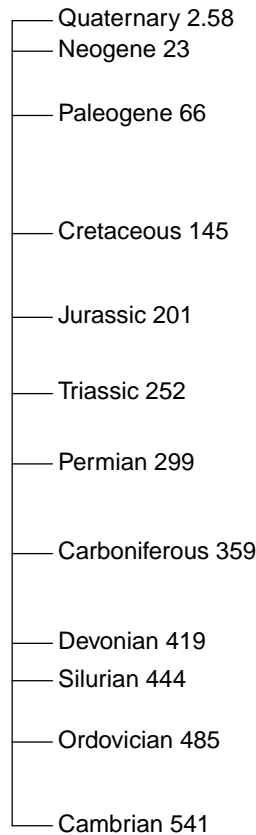 Quaternary 2.58
Neogene 23
Paleogene 66
Cretaceous 145
Jurassic 201
Triassic 252
Permian 299
Carboniferous 359
Devonian 419
Silurian 444
Ordovician 485
Cambrian 541